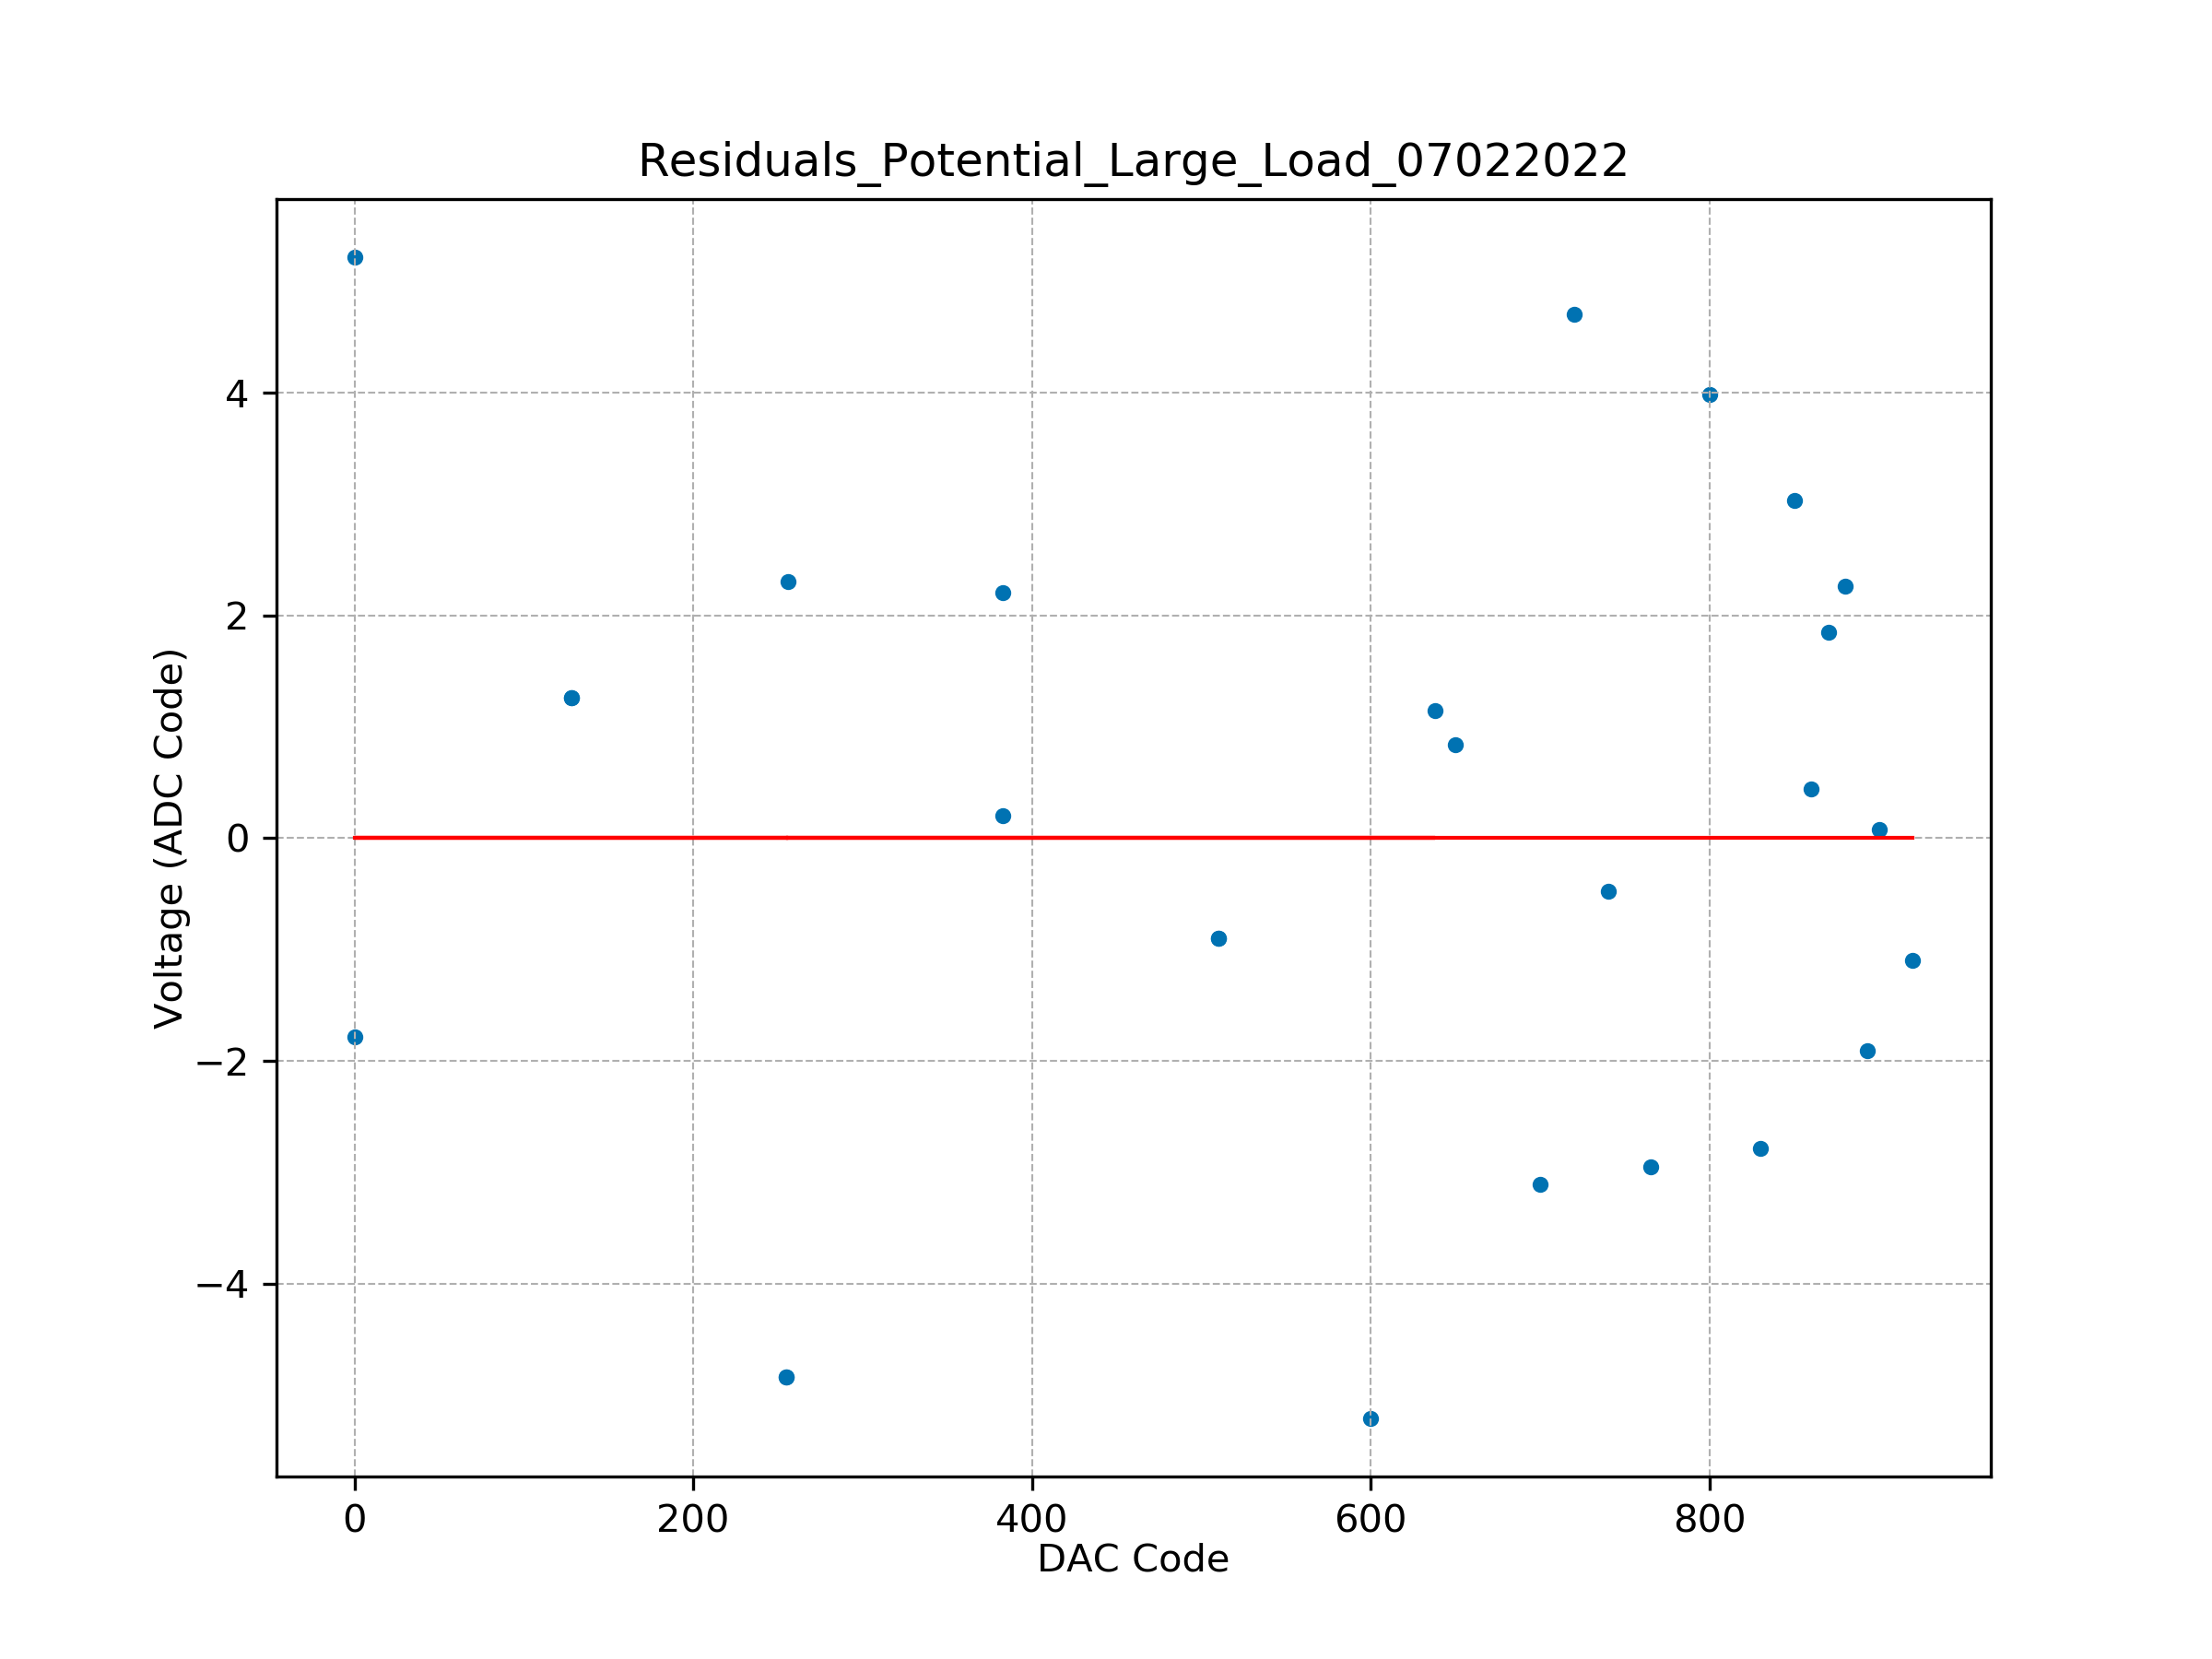 Residuals_Potential_Large_Load_07022022
Voltage (ADC Code)
4
2
0
−2
−4
0 200 400 600 800
DAC Code